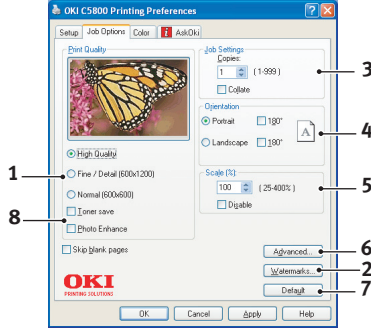 OKI C5800 Printing Preferences
Setup Job Options Color i AskOki
Print Quality
High Quality
Fine / Detail (600x1200)
Normal (600x600)
Toner save
Photo Enhance
Skip blank pages
OKI
PRINTING SOLUTIONS
Job Settings
Copies:
1 (1-999)
Collate
Orientation
Portrait 180°
Landscape 180°
A
Scale (%)
100 (25-400%)
Disable
Advanced...
Watermarks...
Default
OK Cancel Apply Help
1
8
3
4
5
6
2
7